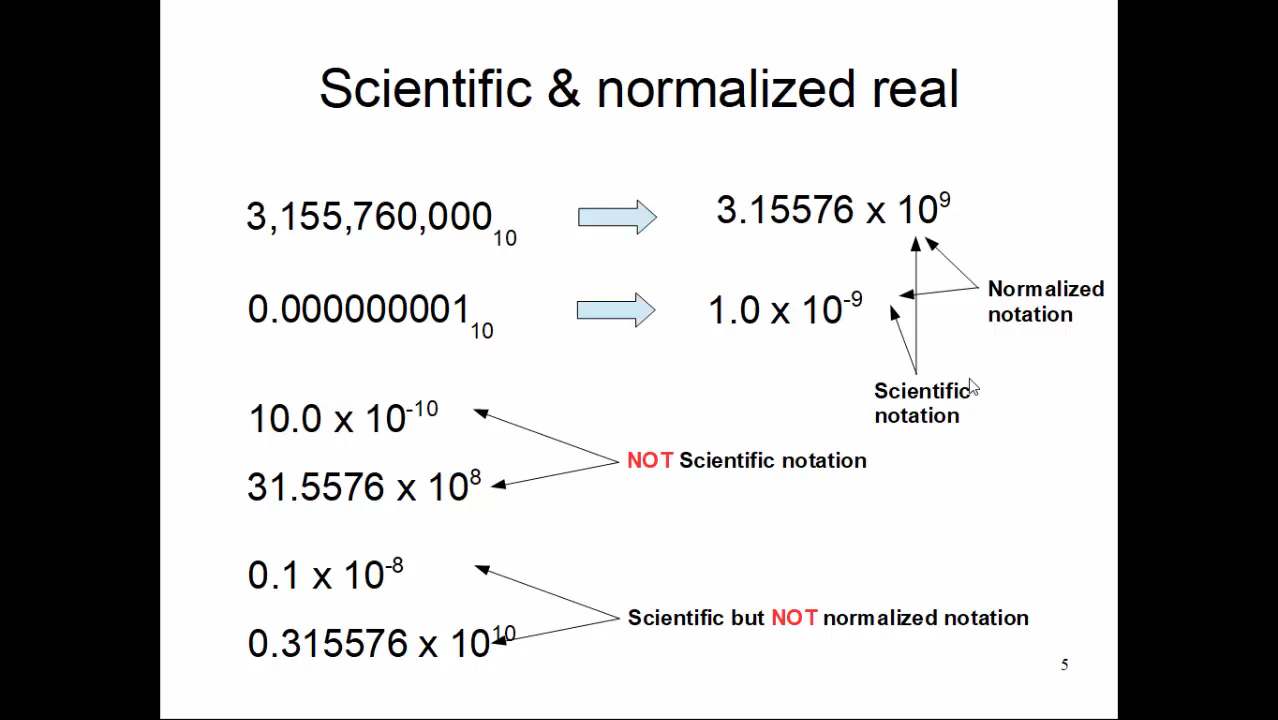 Scientific & normalized real
3,155,760,000₁₀
3.15576 x 10⁹
0.000000001₁₀
1.0 x 10⁻⁹
Normalized
notation
Scientific
notation
10.0 x 10⁻¹⁰
31.5576 x 10⁸
NOT Scientific notation
0.1 x 10⁻⁸
0.315576 x 10¹⁰
Scientific but NOT normalized notation
5